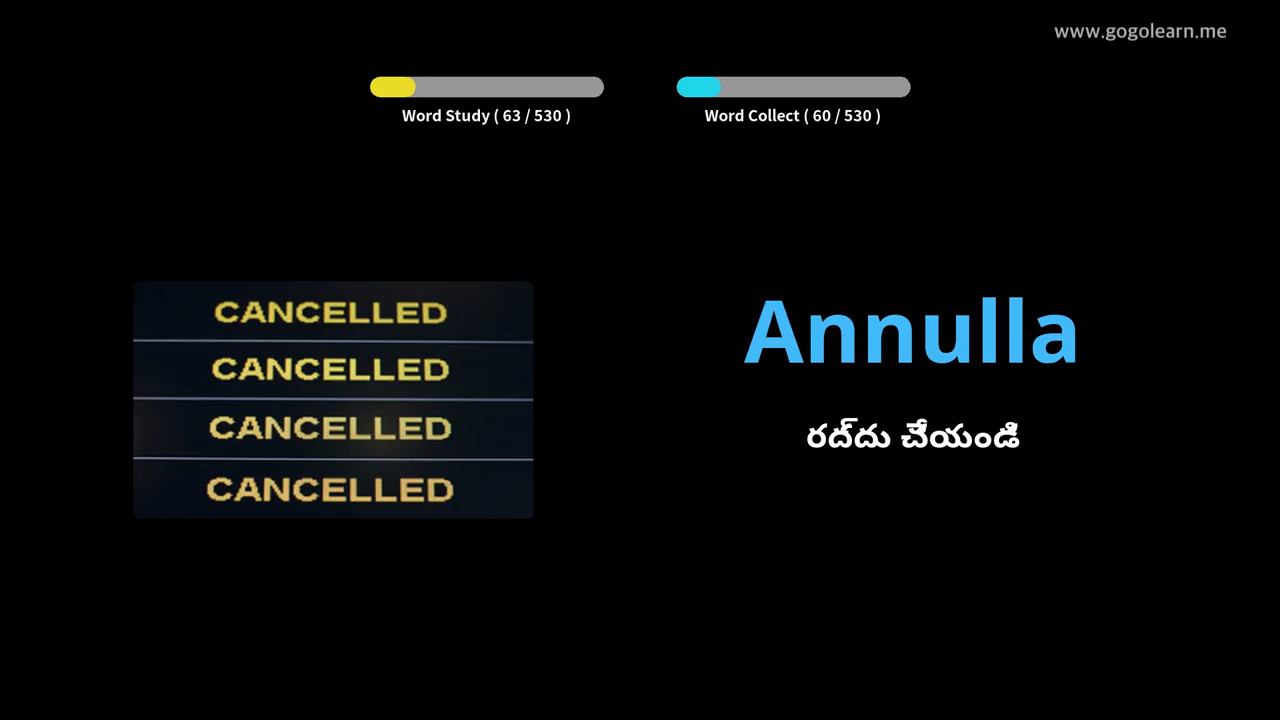 www.gogolearn.me
Word Study ( 63 / 530 )
Word Collect ( 60 / 530 )
CANCELLED
CANCELLED
CANCELLED
CANCELLED
Annulla
రద్దు చేయండి